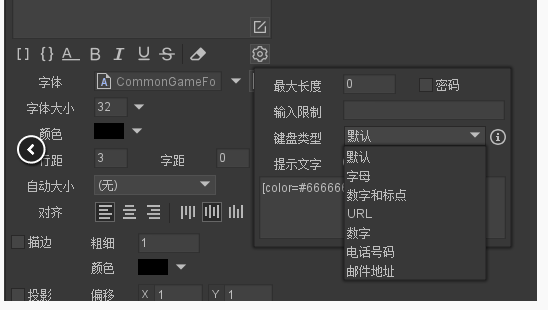 [] {} A B I U S
字体 A CommonGameFo
字体大小 32
颜色
行距 3 字距 0
自动大小 (无)
对齐
描边 粗细 1
颜色
投影 偏移 X 1 Y 1
最大长度 0 密码
输入限制
键盘类型 默认
提示文字
[color=#66666
默认
字母
数字和标点
URL
数字
电话号码
邮件地址